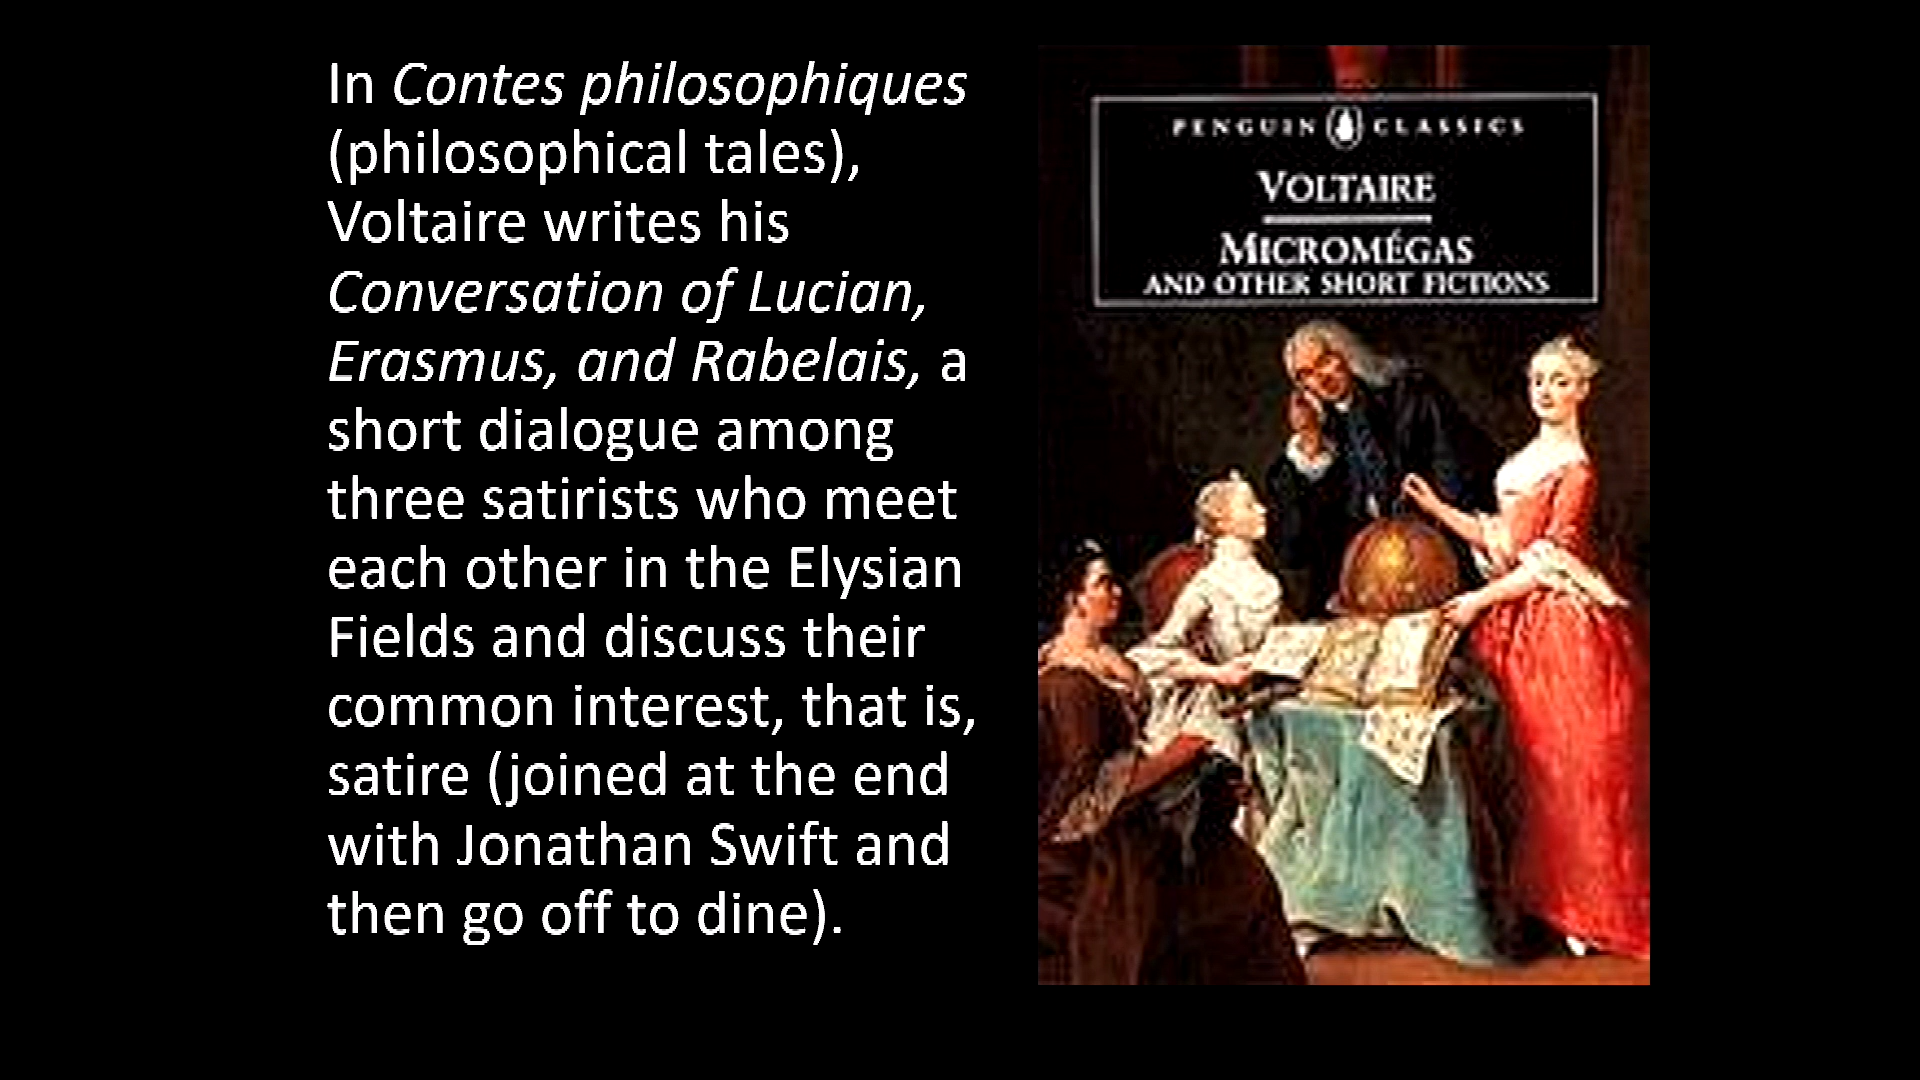 In Contes philosophiques
(philosophical tales),
Voltaire writes his
Conversation of Lucian,
Erasmus, and Rabelais, a
short dialogue among
three satirists who meet
each other in the Elysian
Fields and discuss their
common interest, that is,
satire (joined at the end
with Jonathan Swift and
then go off to dine).
PENGUIN CLASSICS
VOLTAIRE
MICROMÉGAS
AND OTHER SHORT FICTIONS